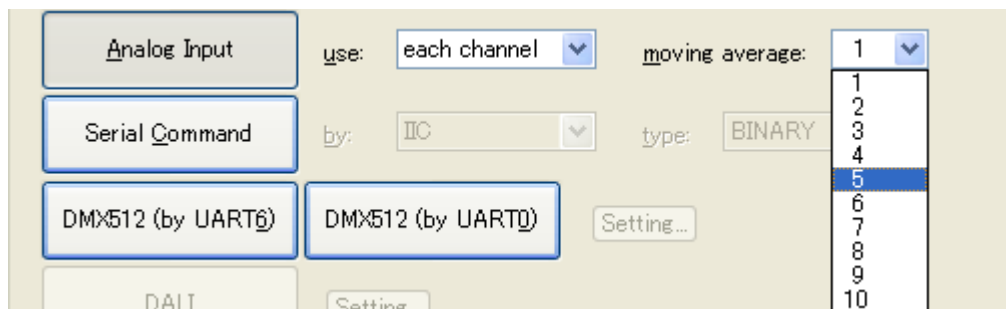 Analog Input use: each channel moving average: 1
1
2
Serial Command by: IIC type: BINARY 3
4
5
DMX512 (by UART6) DMX512 (by UART0) Setting... 6
7
8
9
DALI Setting... 10